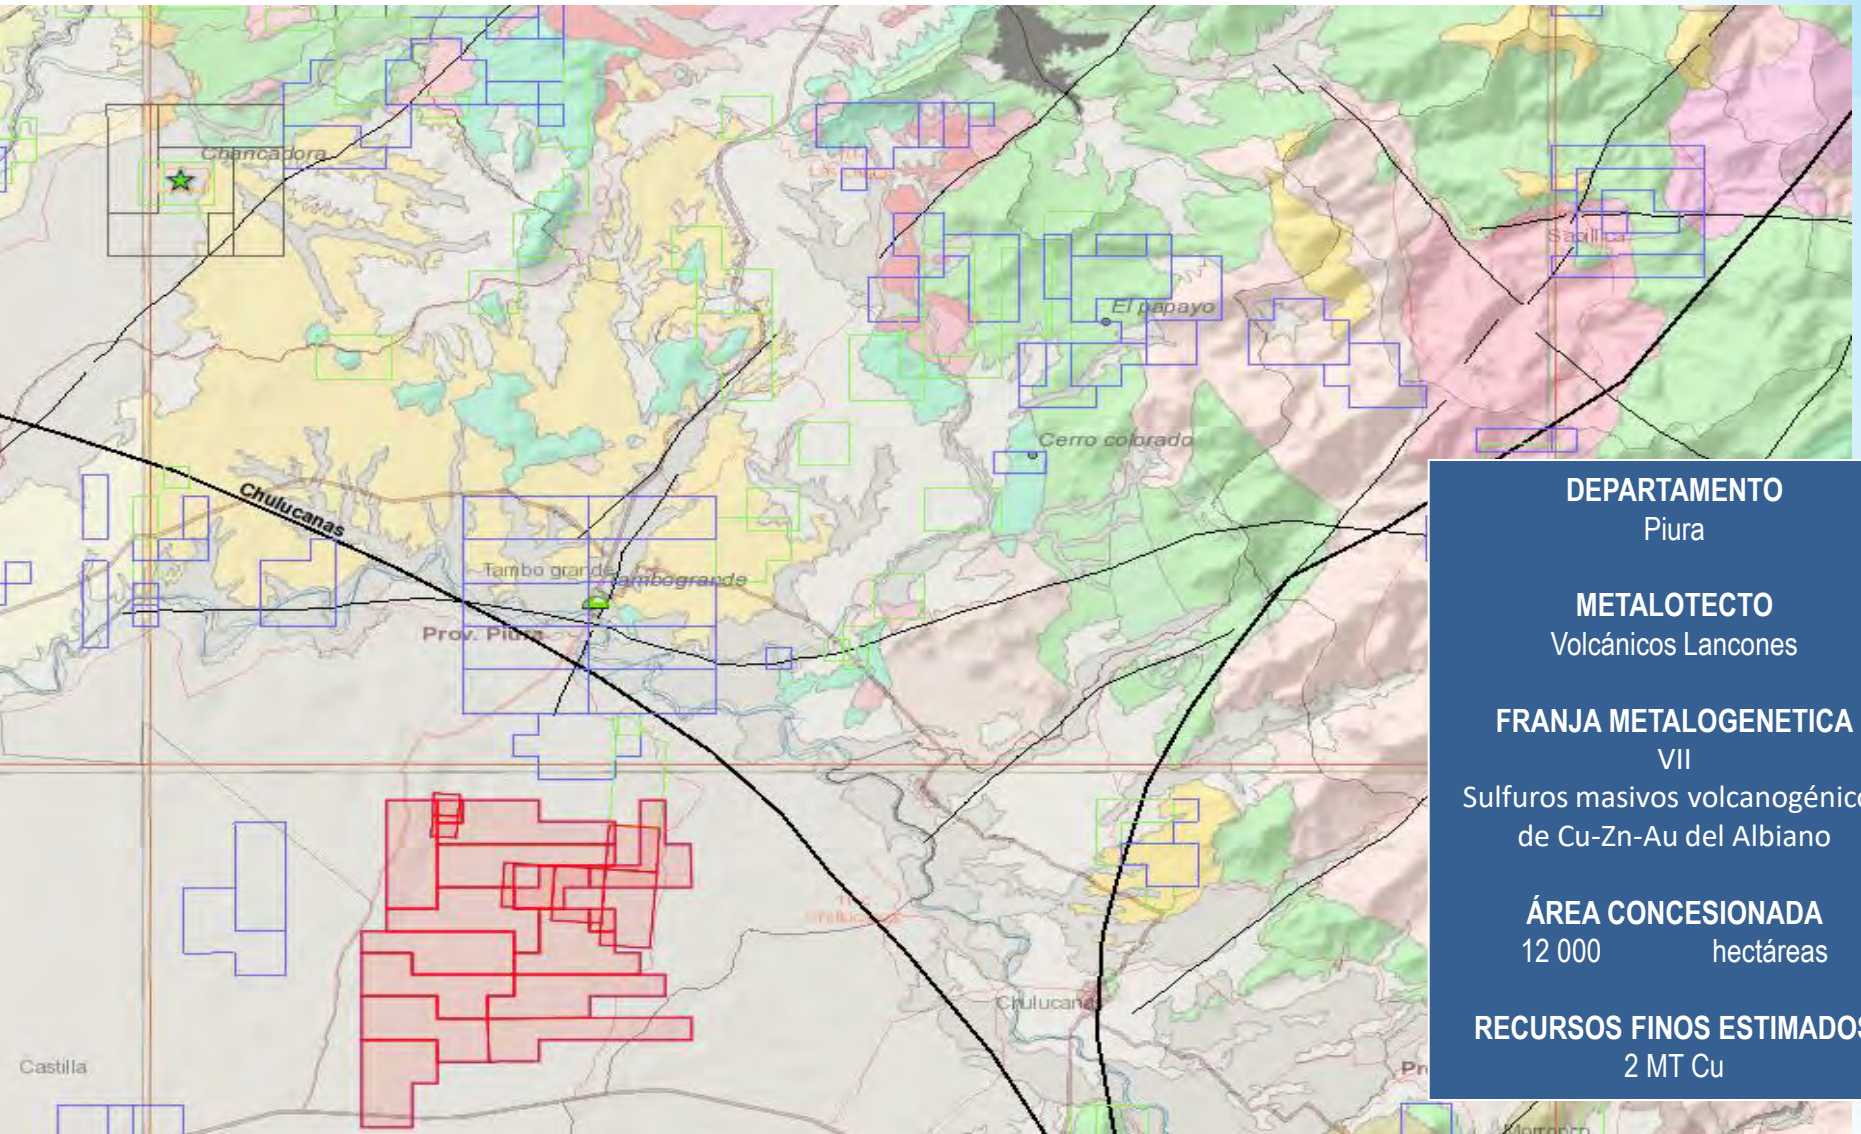 Chancadora
Sapillica
El papayo
Cerro colorado
Chulucanas
Tambo grande
Tambogrande
Prov. Piura
Chulucanas
Castilla
Morropon
DEPARTAMENTO
Piura
METALOTECTO
Volcánicos Lancones
FRANJA METALOGENETICA
VII
Sulfuros masivos volcanogénico
de Cu-Zn-Au del Albiano
ÁREA CONCESIONADA
12 000 hectáreas
RECURSOS FINOS ESTIMADOS
2 MT Cu